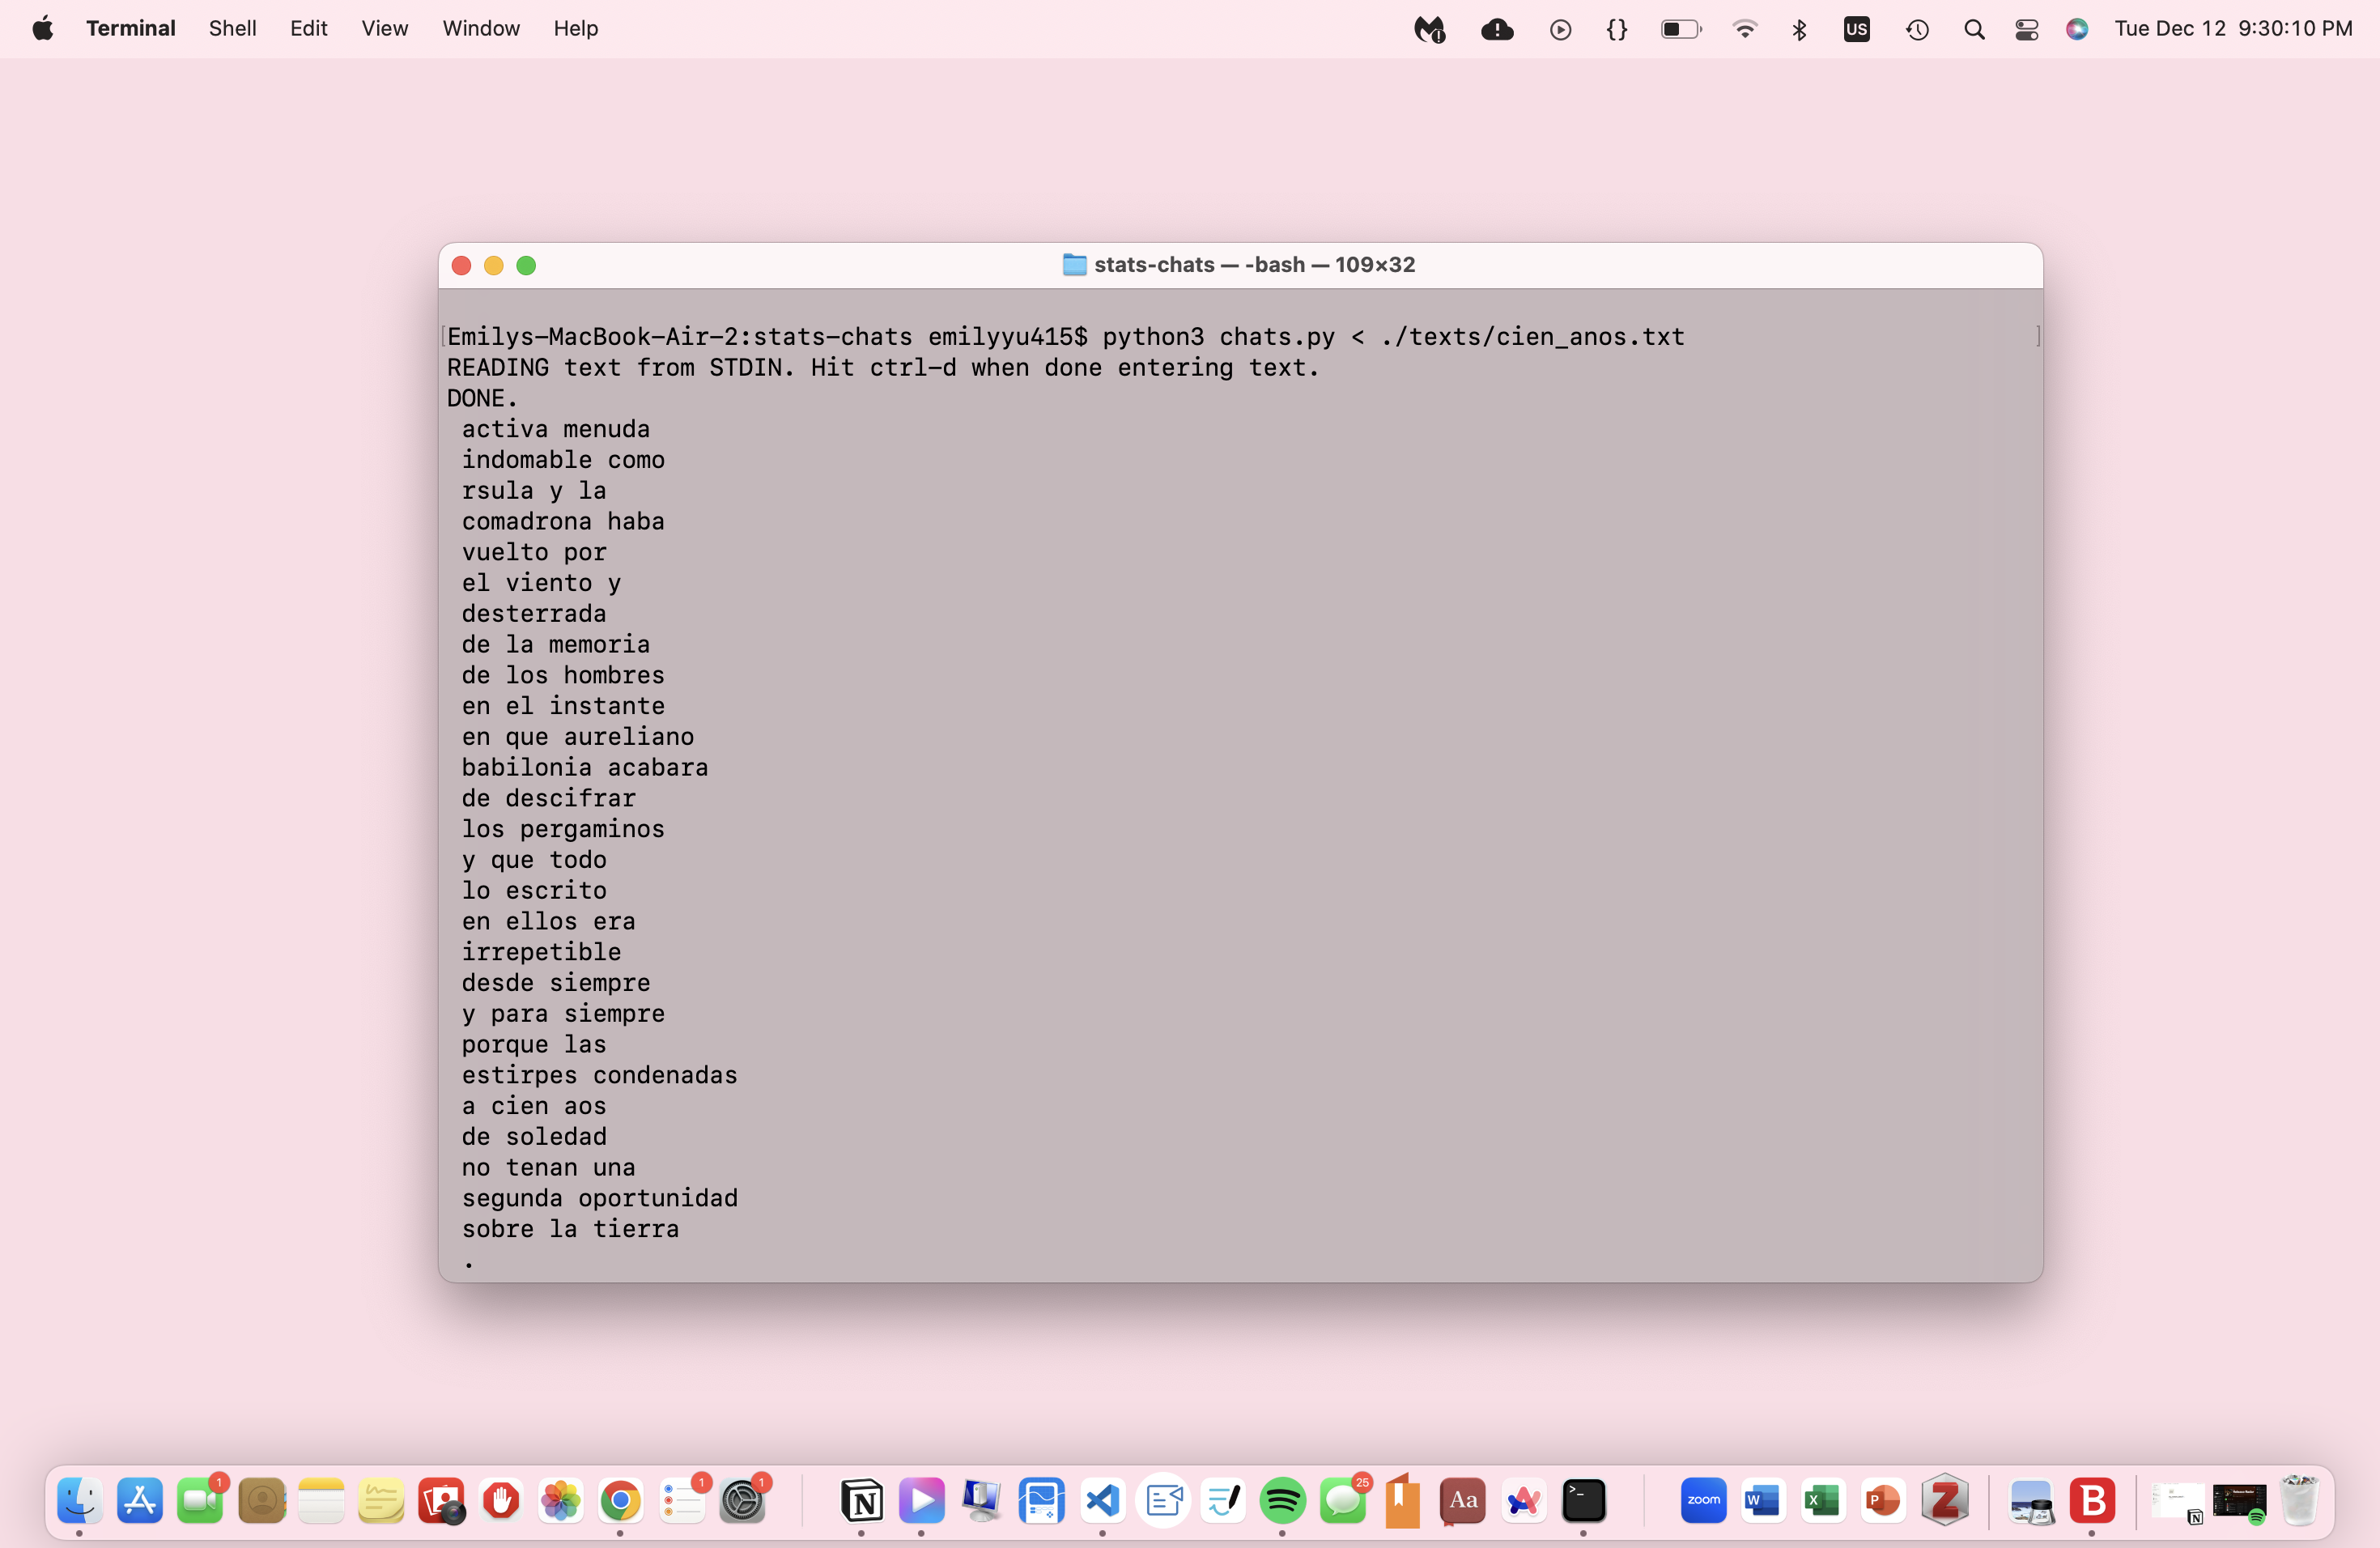 Terminal Shell Edit View Window Help US Tue Dec 12 9:30:10 PM
stats-chats — -bash — 109×32
[Emilys-MacBook-Air-2:stats-chats emilyyu415$ python3 chats.py < ./texts/cien_anos.txt ]
READING text from STDIN. Hit ctrl-d when done entering text.
DONE.
activa menuda
indomable como
rsula y la
comadrona haba
vuelto por
el viento y
desterrada
de la memoria
de los hombres
en el instante
en que aureliano
babilonia acabara
de descifrar
los pergaminos
y que todo
lo escrito
en ellos era
irrepetible
desde siempre
y para siempre
porque las
estirpes condenadas
a cien aos
de soledad
no tenan una
segunda oportunidad
sobre la tierra
.
1 1 1 N 25 Aa >_ zoom W X P Z B N